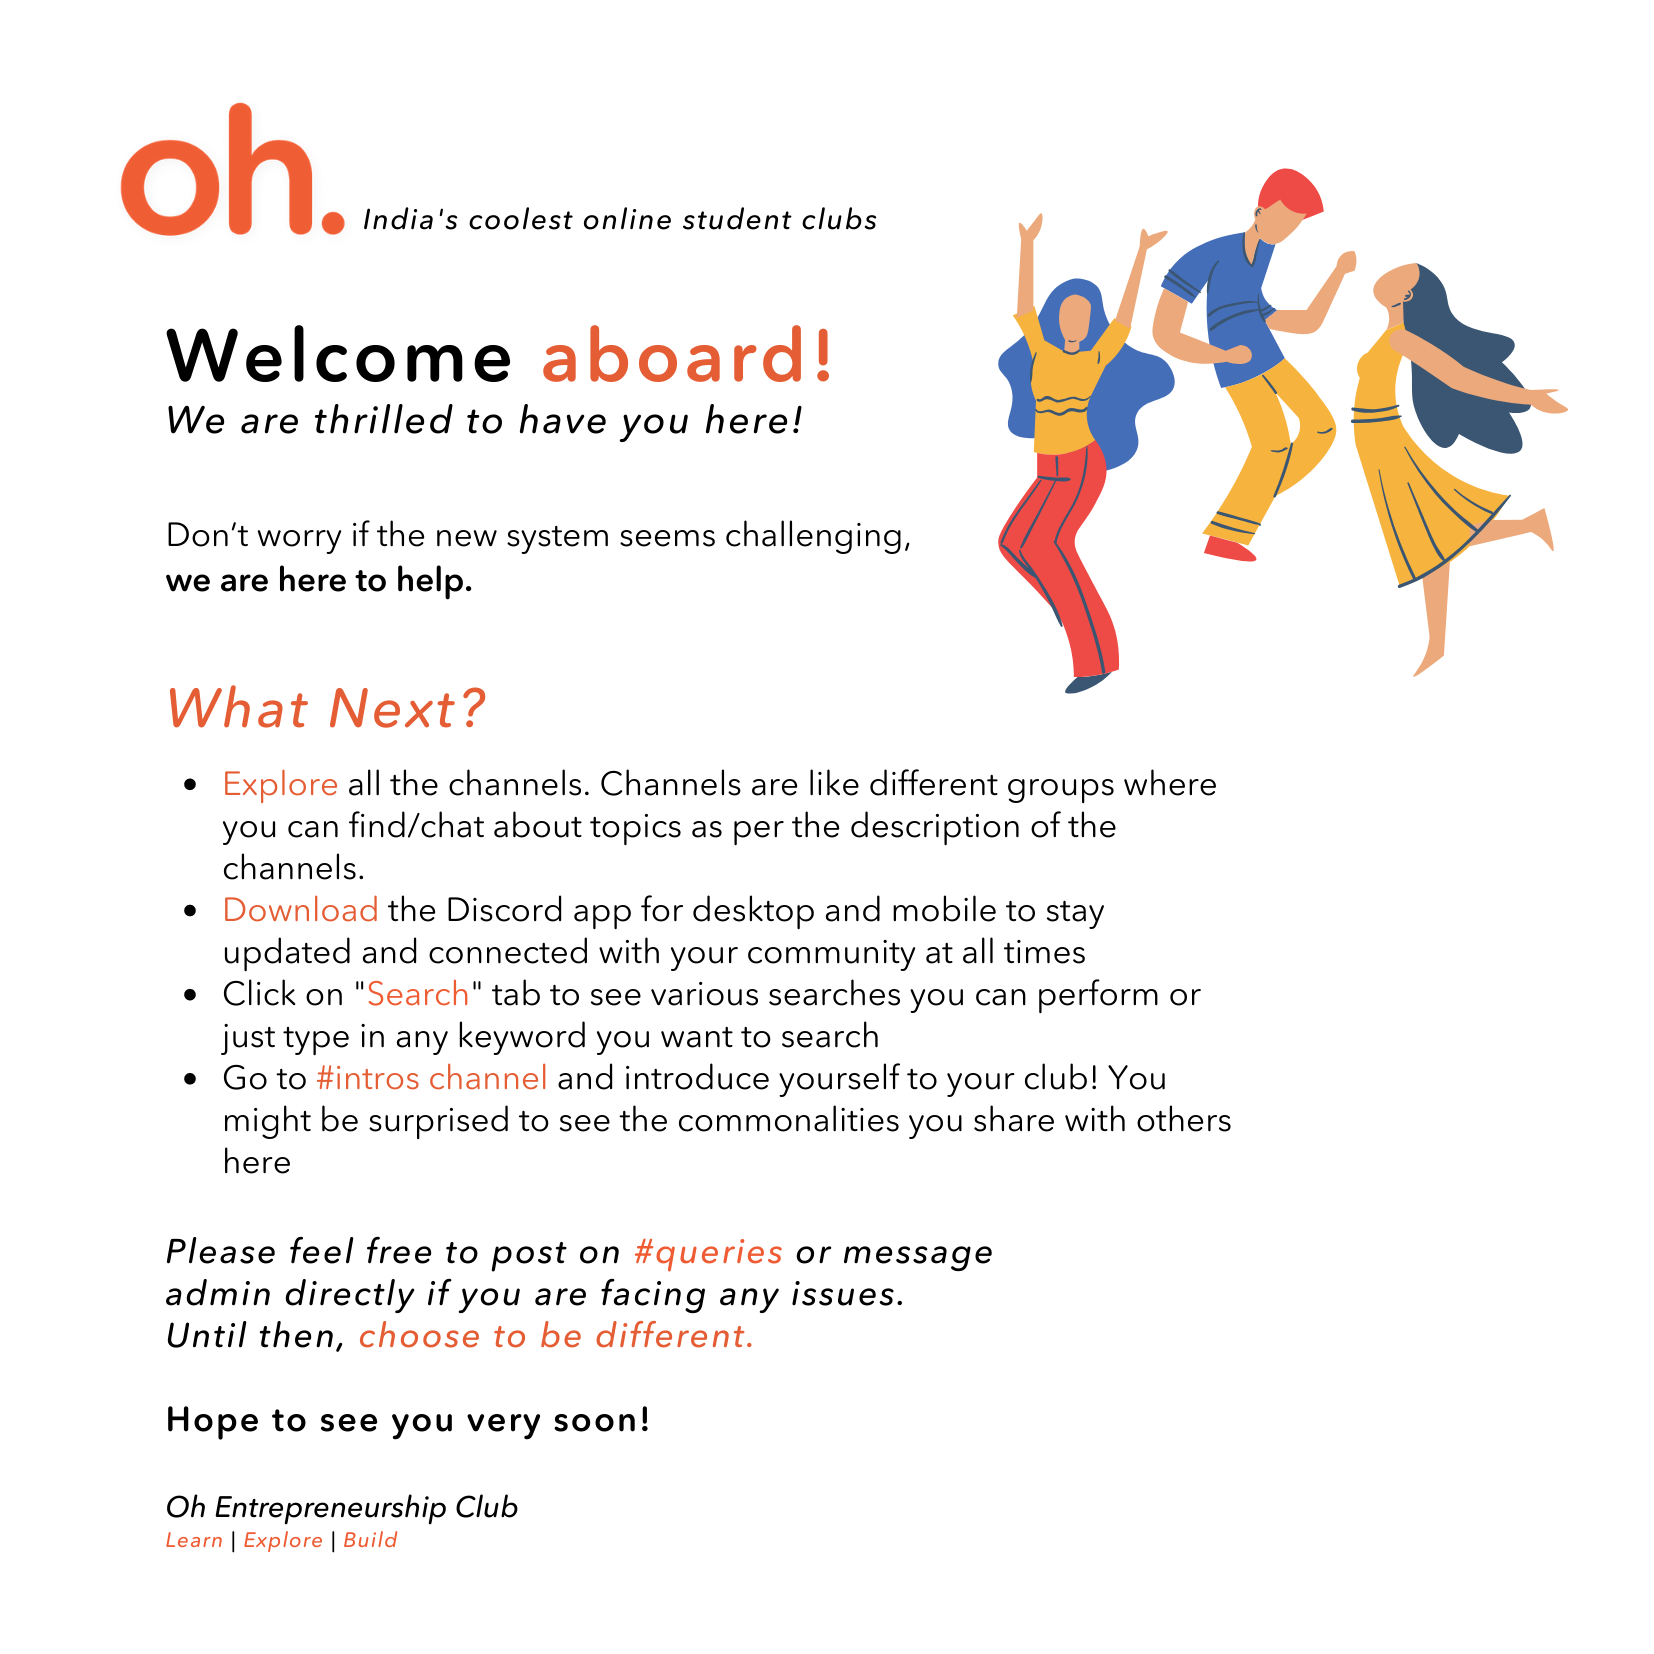 oh. India's coolest online student clubs
Welcome aboard!
We are thrilled to have you here!
Don’t worry if the new system seems challenging,
we are here to help.
What Next?
• Explore all the channels. Channels are like different groups where
you can find/chat about topics as per the description of the
channels.
• Download the Discord app for desktop and mobile to stay
updated and connected with your community at all times
• Click on "Search" tab to see various searches you can perform or
just type in any keyword you want to search
• Go to #intros channel and introduce yourself to your club! You
might be surprised to see the commonalities you share with others
here
Please feel free to post on #queries or message
admin directly if you are facing any issues.
Until then, choose to be different.
Hope to see you very soon!
Oh Entrepreneurship Club
Learn | Explore | Build